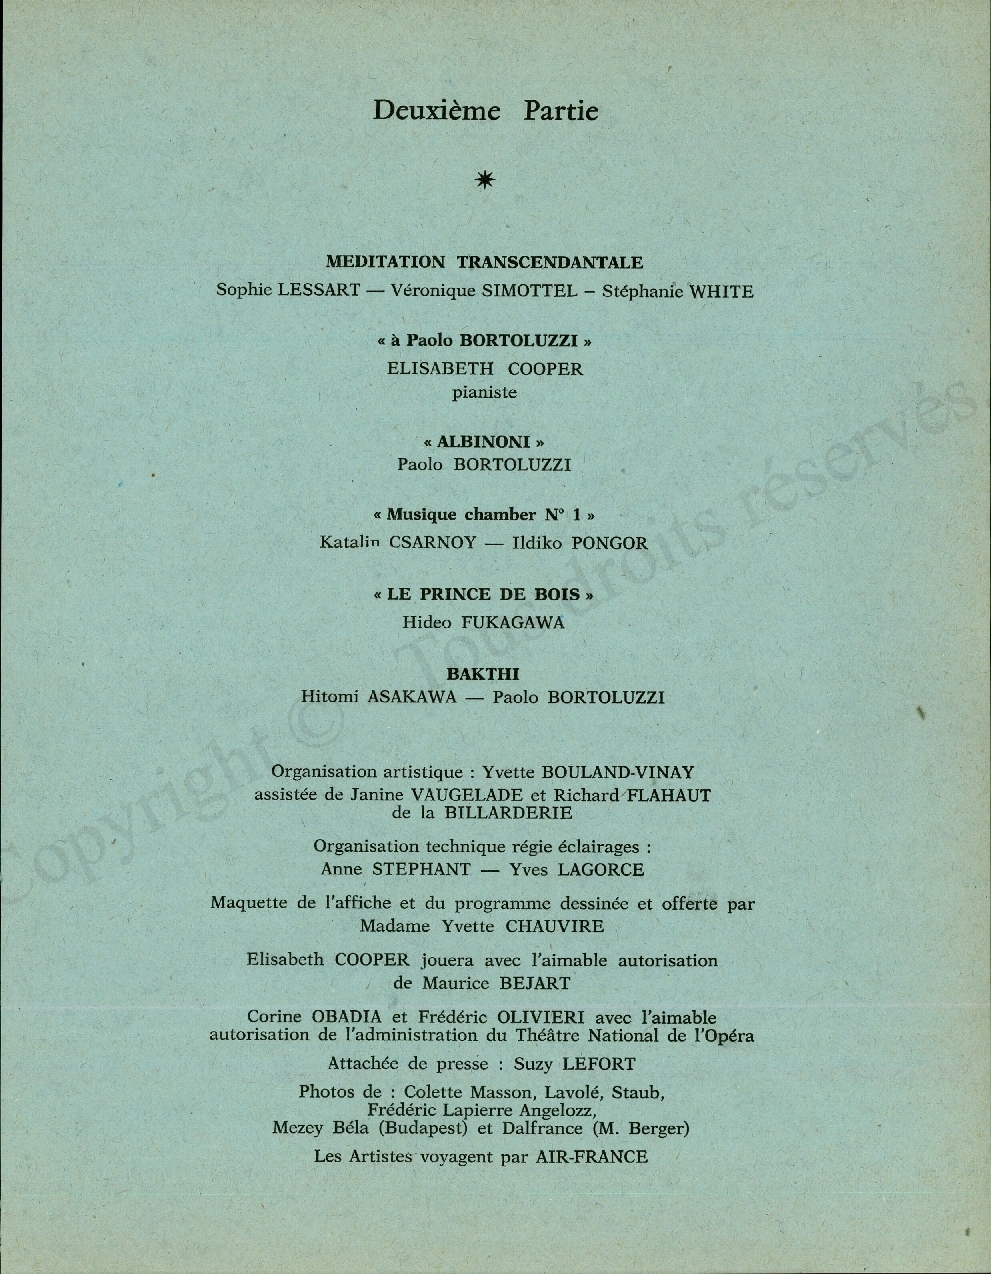 Deuxième Partie
MEDITATION TRANSCENDANTALE
Sophie LESSART — Véronique SIMOTTEL – Stéphanie WHITE
« à Paolo BORTOLUZZI »
ELISABETH COOPER
pianiste
« ALBINONI »
Paolo BORTOLUZZI
« Musique chamber N° 1 »
Katalin CSARNOY — Ildiko PONGOR
« LE PRINCE DE BOIS »
Hideo FUKAGAWA
BAKTHI
Hitomi ASAKAWA — Paolo BORTOLUZZI
Organisation artistique : Yvette BOULAND-VINAY
assistée de Janine VAUGELADE et Richard FLAHAUT
de la BILLARDERIE
Organisation technique régie éclairages :
Anne STEPHANT — Yves LAGORCE
Maquette de l'affiche et du programme dessinée et offerte par
Madame Yvette CHAUVIRE
Elisabeth COOPER jouera avec l'aimable autorisation
de Maurice BEJART
Corine OBADIA et Frédéric OLIVIERI avec l'aimable
autorisation de l'administration du Théâtre National de l'Opéra
Attachée de presse : Suzy LEFORT
Photos de : Colette Masson, Lavolé, Staub,
Frédéric Lapierre Angelozz,
Mezey Béla (Budapest) et Dalfrance (M. Berger)
Les Artistes voyagent par AIR-FRANCE
Copyright © Tous droits réservés